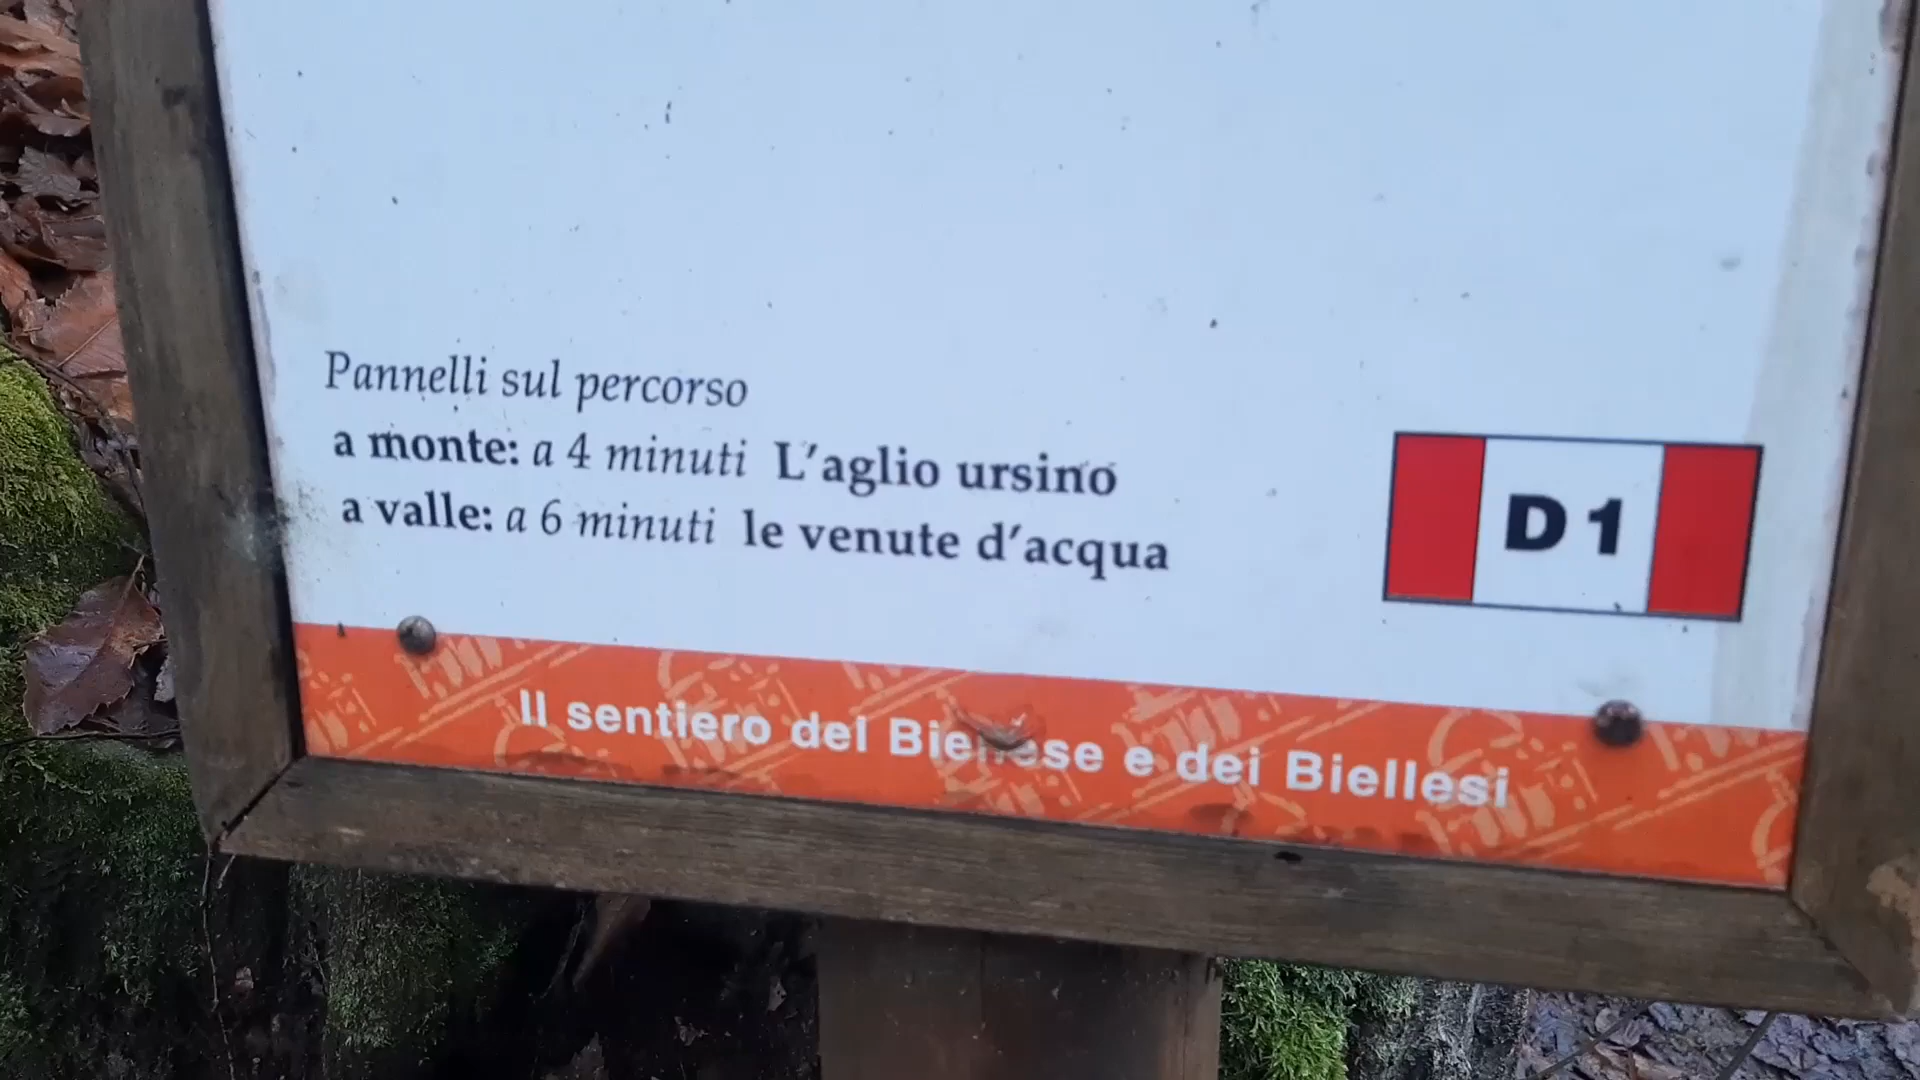 Pannelli sul percorso
a monte: a 4 minuti L'aglio ursino
a valle: a 6 minuti le venute d'acqua
D 1
Il sentiero del Biellese e dei Biellesi